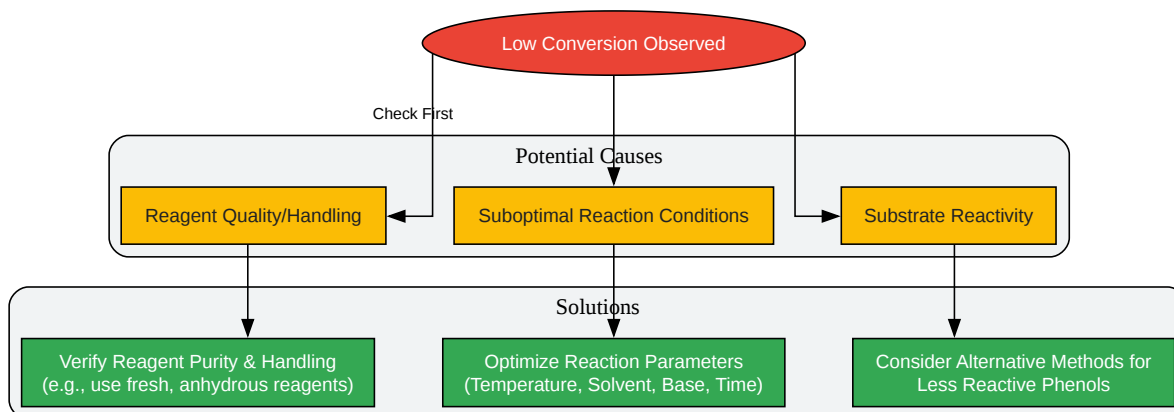 Low Conversion Observed
Check First
Potential Causes
Reagent Quality/Handling
Suboptimal Reaction Conditions
Substrate Reactivity
Solutions
Verify Reagent Purity & Handling
(e.g., use fresh, anhydrous reagents)
Optimize Reaction Parameters
(Temperature, Solvent, Base, Time)
Consider Alternative Methods for
Less Reactive Phenols